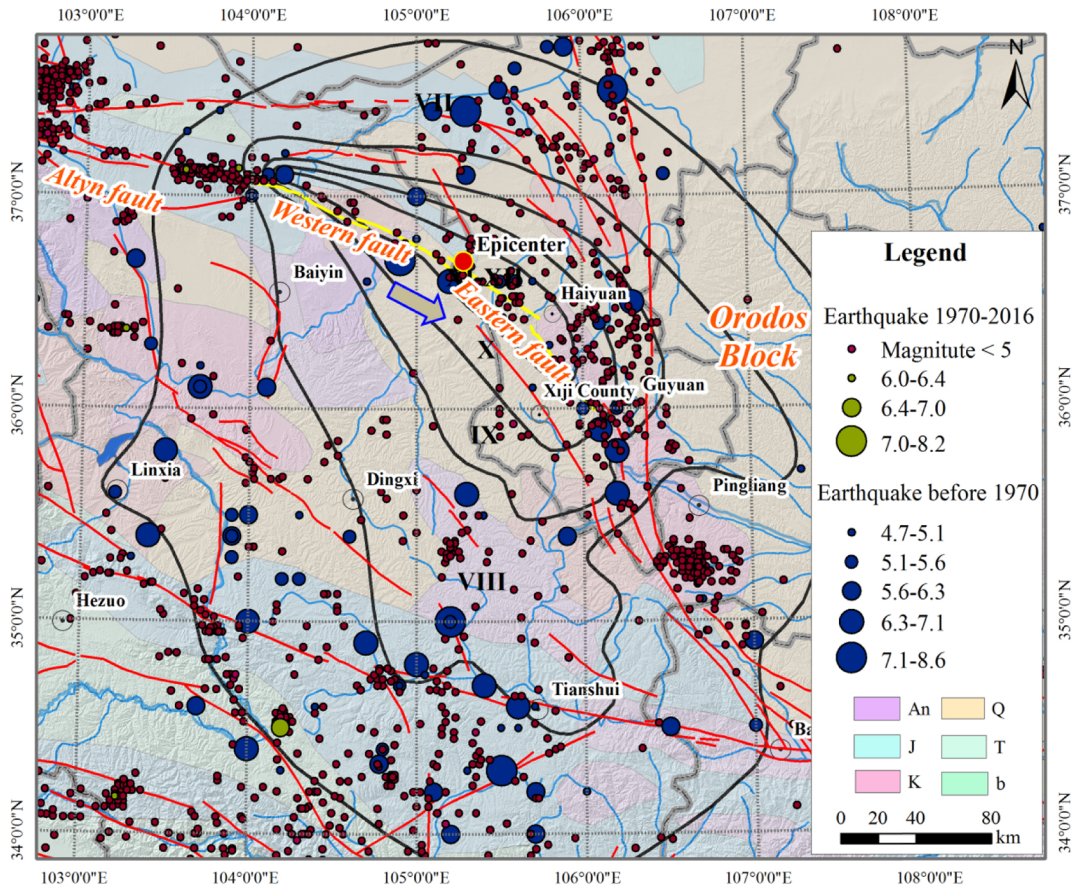 103°0'0"E
104°0'0"E
105°0'0"E
106°0'0"E
107°0'0"E
108°0'0"E
N
37°0'0"N
36°0'0"N
35°0'0"N
34°0'0"N
37°0'0"N
36°0'0"N
35°0'0"N
34°0'0"N
VII
Altyn fault
Western fault
Epicenter
Baiyin
Haiyuan
Eastern fault
Orodos
Block
X
Xiji County
Guyuan
IX
Linxia
Dingxi
Pingliang
VIII
Hezuo
Tianshui
Ba
Legend
Earthquake 1970-2016
Magnitute < 5
6.0-6.4
6.4-7.0
7.0-8.2
Earthquake before 1970
4.7-5.1
5.1-5.6
5.6-6.3
6.3-7.1
7.1-8.6
An
Q
J
T
K
b
0 20 40 80
km
103°0'0"E
104°0'0"E
105°0'0"E
106°0'0"E
107°0'0"E
108°0'0"E